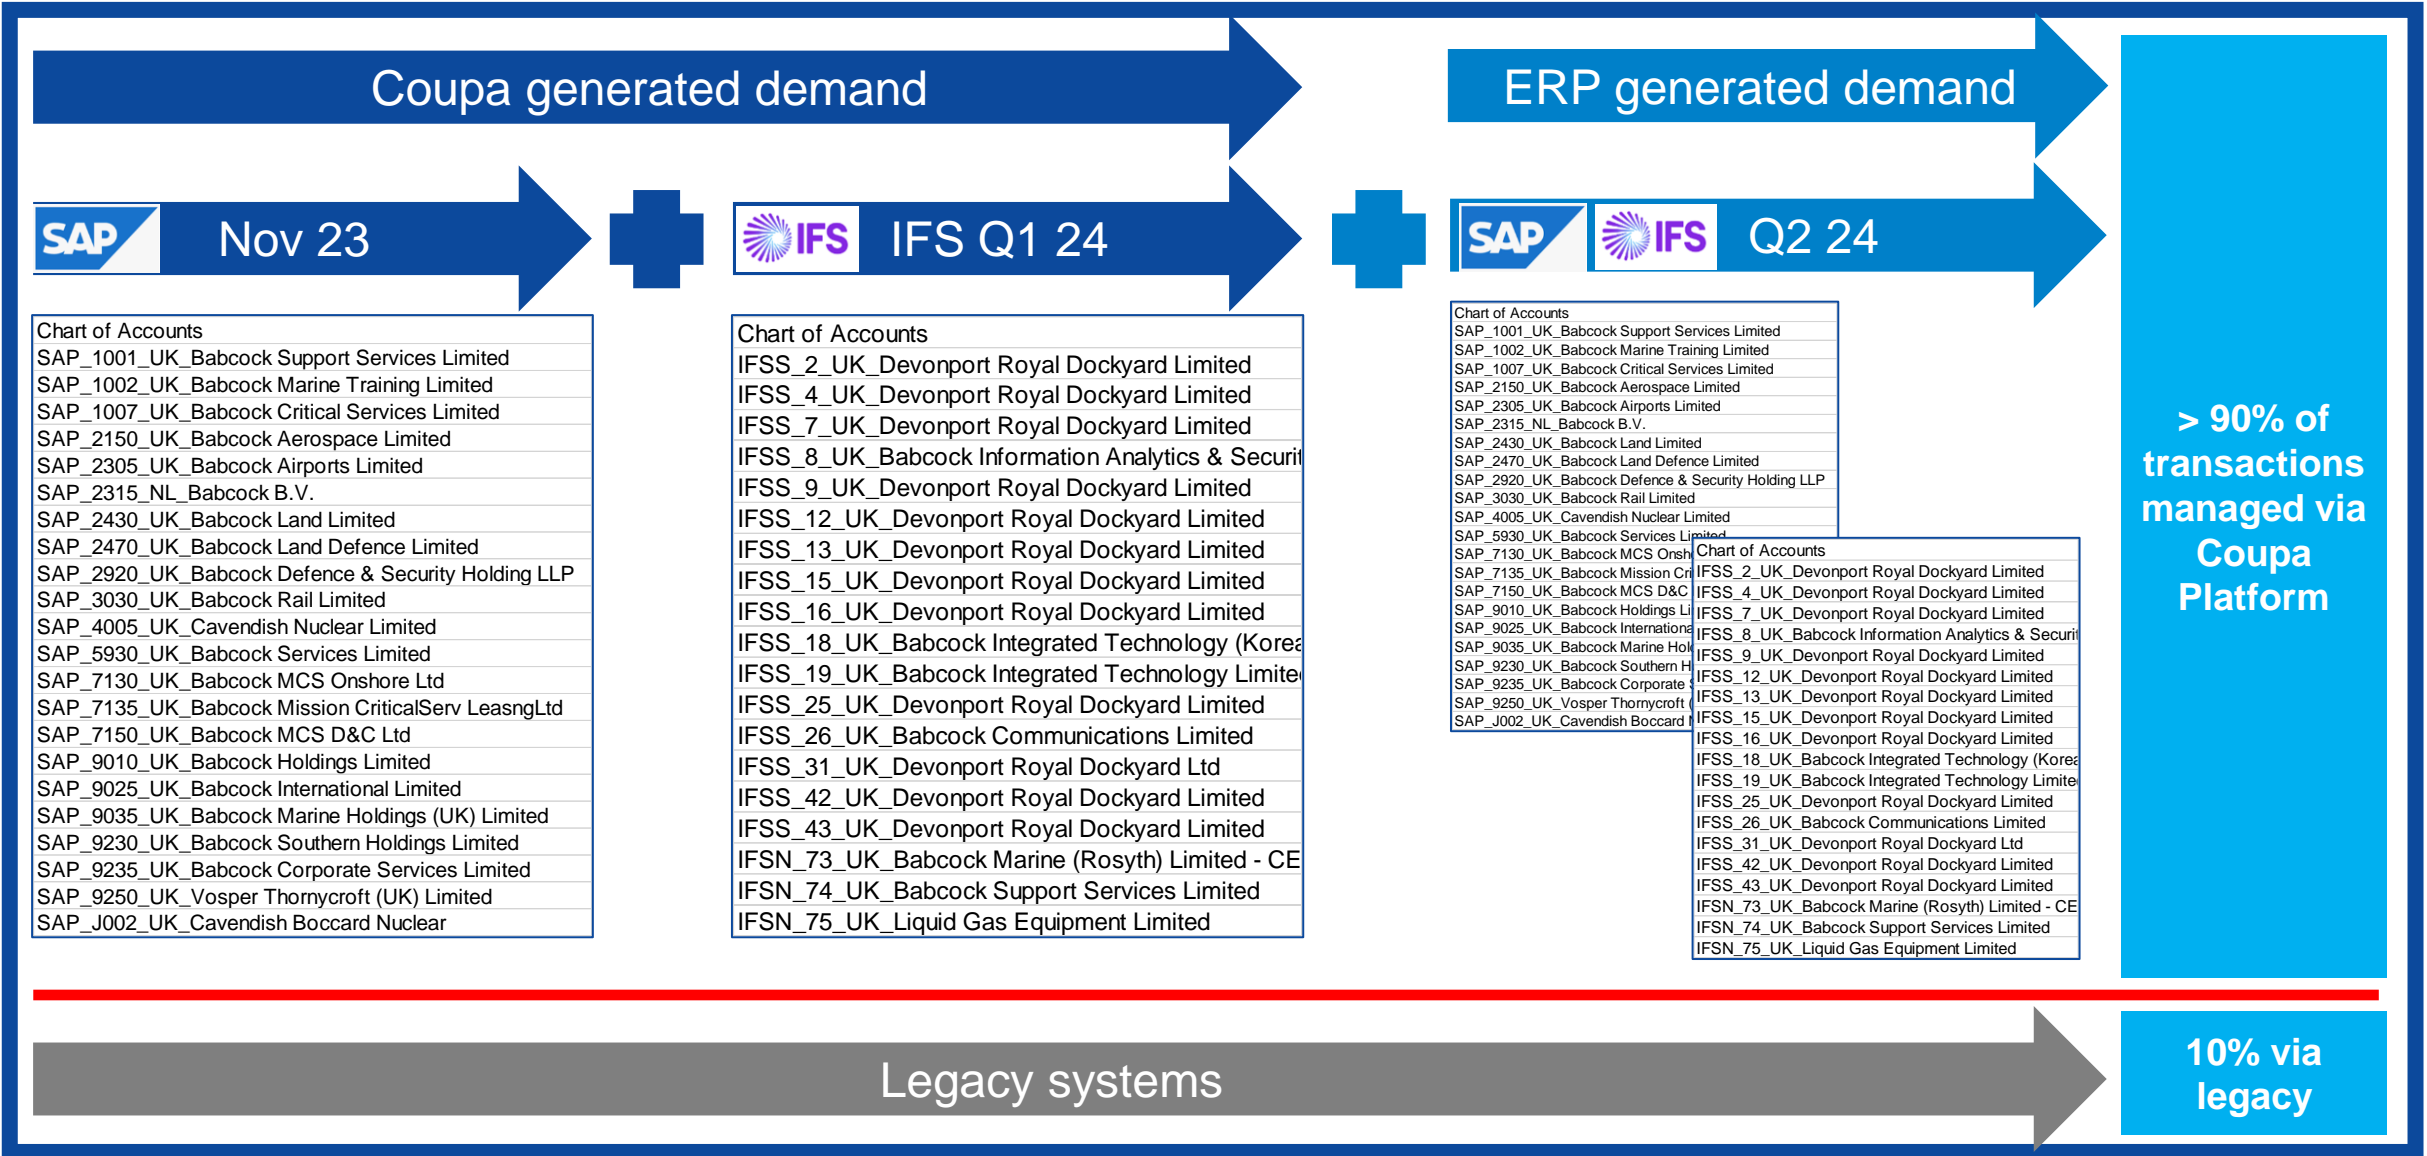 Coupa generated demand
ERP generated demand
SAP
Nov 23
IFS
IFS Q1 24
SAP
IFS
Q2 24
Chart of Accounts
SAP_1001_UK_Babcock Support Services Limited
SAP_1002_UK_Babcock Marine Training Limited
SAP_1007_UK_Babcock Critical Services Limited
SAP_2150_UK_Babcock Aerospace Limited
SAP_2305_UK_Babcock Airports Limited
SAP_2315_NL_Babcock B.V.
SAP_2430_UK_Babcock Land Limited
SAP_2470_UK_Babcock Land Defence Limited
SAP_2920_UK_Babcock Defence & Security Holding LLP
SAP_3030_UK_Babcock Rail Limited
SAP_4005_UK_Cavendish Nuclear Limited
SAP_5930_UK_Babcock Services Limited
SAP_7130_UK_Babcock MCS Onshore Ltd
SAP_7135_UK_Babcock Mission CriticalServ LeasngLtd
SAP_7150_UK_Babcock MCS D&C Ltd
SAP_9010_UK_Babcock Holdings Limited
SAP_9025_UK_Babcock International Limited
SAP_9035_UK_Babcock Marine Holdings (UK) Limited
SAP_9230_UK_Babcock Southern Holdings Limited
SAP_9235_UK_Babcock Corporate Services Limited
SAP_9250_UK_Vosper Thornycroft (UK) Limited
SAP_J002_UK_Cavendish Boccard Nuclear
Chart of Accounts
IFSS_2_UK_Devonport Royal Dockyard Limited
IFSS_4_UK_Devonport Royal Dockyard Limited
IFSS_7_UK_Devonport Royal Dockyard Limited
IFSS_8_UK_Babcock Information Analytics & Securit
IFSS_9_UK_Devonport Royal Dockyard Limited
IFSS_12_UK_Devonport Royal Dockyard Limited
IFSS_13_UK_Devonport Royal Dockyard Limited
IFSS_15_UK_Devonport Royal Dockyard Limited
IFSS_16_UK_Devonport Royal Dockyard Limited
IFSS_18_UK_Babcock Integrated Technology (Korea
IFSS_19_UK_Babcock Integrated Technology Limite
IFSS_25_UK_Devonport Royal Dockyard Limited
IFSS_26_UK_Babcock Communications Limited
IFSS_31_UK_Devonport Royal Dockyard Ltd
IFSS_42_UK_Devonport Royal Dockyard Limited
IFSS_43_UK_Devonport Royal Dockyard Limited
IFSN_73_UK_Babcock Marine (Rosyth) Limited - CE
IFSN_74_UK_Babcock Support Services Limited
IFSN_75_UK_Liquid Gas Equipment Limited
Chart of Accounts
SAP_1001_UK_Babcock Support Services Limited
SAP_1002_UK_Babcock Marine Training Limited
SAP_1007_UK_Babcock Critical Services Limited
SAP_2150_UK_Babcock Aerospace Limited
SAP_2305_UK_Babcock Airports Limited
SAP_2315_NL_Babcock B.V.
SAP_2430_UK_Babcock Land Limited
SAP_2470_UK_Babcock Land Defence Limited
SAP_2920_UK_Babcock Defence & Security Holding LLP
SAP_3030_UK_Babcock Rail Limited
SAP_4005_UK_Cavendish Nuclear Limited
SAP_5930_UK_Babcock Services Limited
SAP_7130_UK_Babcock MCS Onsh
SAP_7135_UK_Babcock Mission Cri
SAP_7150_UK_Babcock MCS D&C
SAP_9010_UK_Babcock Holdings Li
SAP_9025_UK_Babcock Internationa
SAP_9035_UK_Babcock Marine Hol
SAP_9230_UK_Babcock Southern H
SAP_9235_UK_Babcock Corporate
SAP_9250_UK_Vosper Thornycroft (
SAP_J002_UK_Cavendish Boccard
Chart of Accounts
IFSS_2_UK_Devonport Royal Dockyard Limited
IFSS_4_UK_Devonport Royal Dockyard Limited
IFSS_7_UK_Devonport Royal Dockyard Limited
IFSS_8_UK_Babcock Information Analytics & Securit
IFSS_9_UK_Devonport Royal Dockyard Limited
IFSS_12_UK_Devonport Royal Dockyard Limited
IFSS_13_UK_Devonport Royal Dockyard Limited
IFSS_15_UK_Devonport Royal Dockyard Limited
IFSS_16_UK_Devonport Royal Dockyard Limited
IFSS_18_UK_Babcock Integrated Technology (Korea
IFSS_19_UK_Babcock Integrated Technology Limite
IFSS_25_UK_Devonport Royal Dockyard Limited
IFSS_26_UK_Babcock Communications Limited
IFSS_31_UK_Devonport Royal Dockyard Ltd
IFSS_42_UK_Devonport Royal Dockyard Limited
IFSS_43_UK_Devonport Royal Dockyard Limited
IFSN_73_UK_Babcock Marine (Rosyth) Limited - CE
IFSN_74_UK_Babcock Support Services Limited
IFSN_75_UK_Liquid Gas Equipment Limited
> 90% of
transactions
managed via
Coupa
Platform
Legacy systems
10% via
legacy